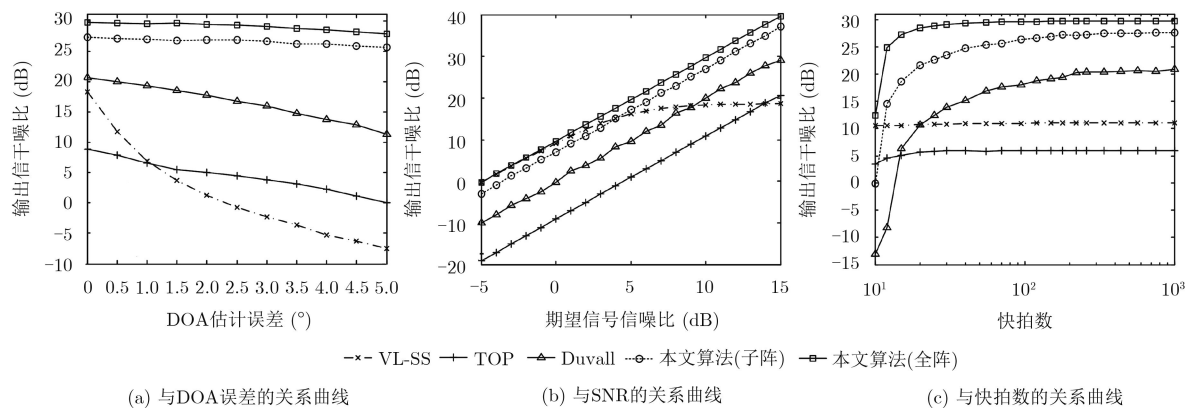 30
25
20
15
10
5
0
−5
−10
输出信干噪比 (dB)
0 0.5 1.0 1.5 2.0 2.5 3.0 3.5 4.0 4.5 5.0
DOA估计误差 (°)
40
30
20
10
0
−10
−20
输出信干噪比 (dB)
−5 0 5 10 15
期望信号信噪比 (dB)
30
25
20
15
10
5
0
−5
−10
−15
输出信干噪比 (dB)
10¹ 10² 10³
快拍数
VL-SS TOP Duvall 本文算法(子阵) 本文算法(全阵)
(a) 与DOA误差的关系曲线
(b) 与SNR的关系曲线
(c) 与快拍数的关系曲线